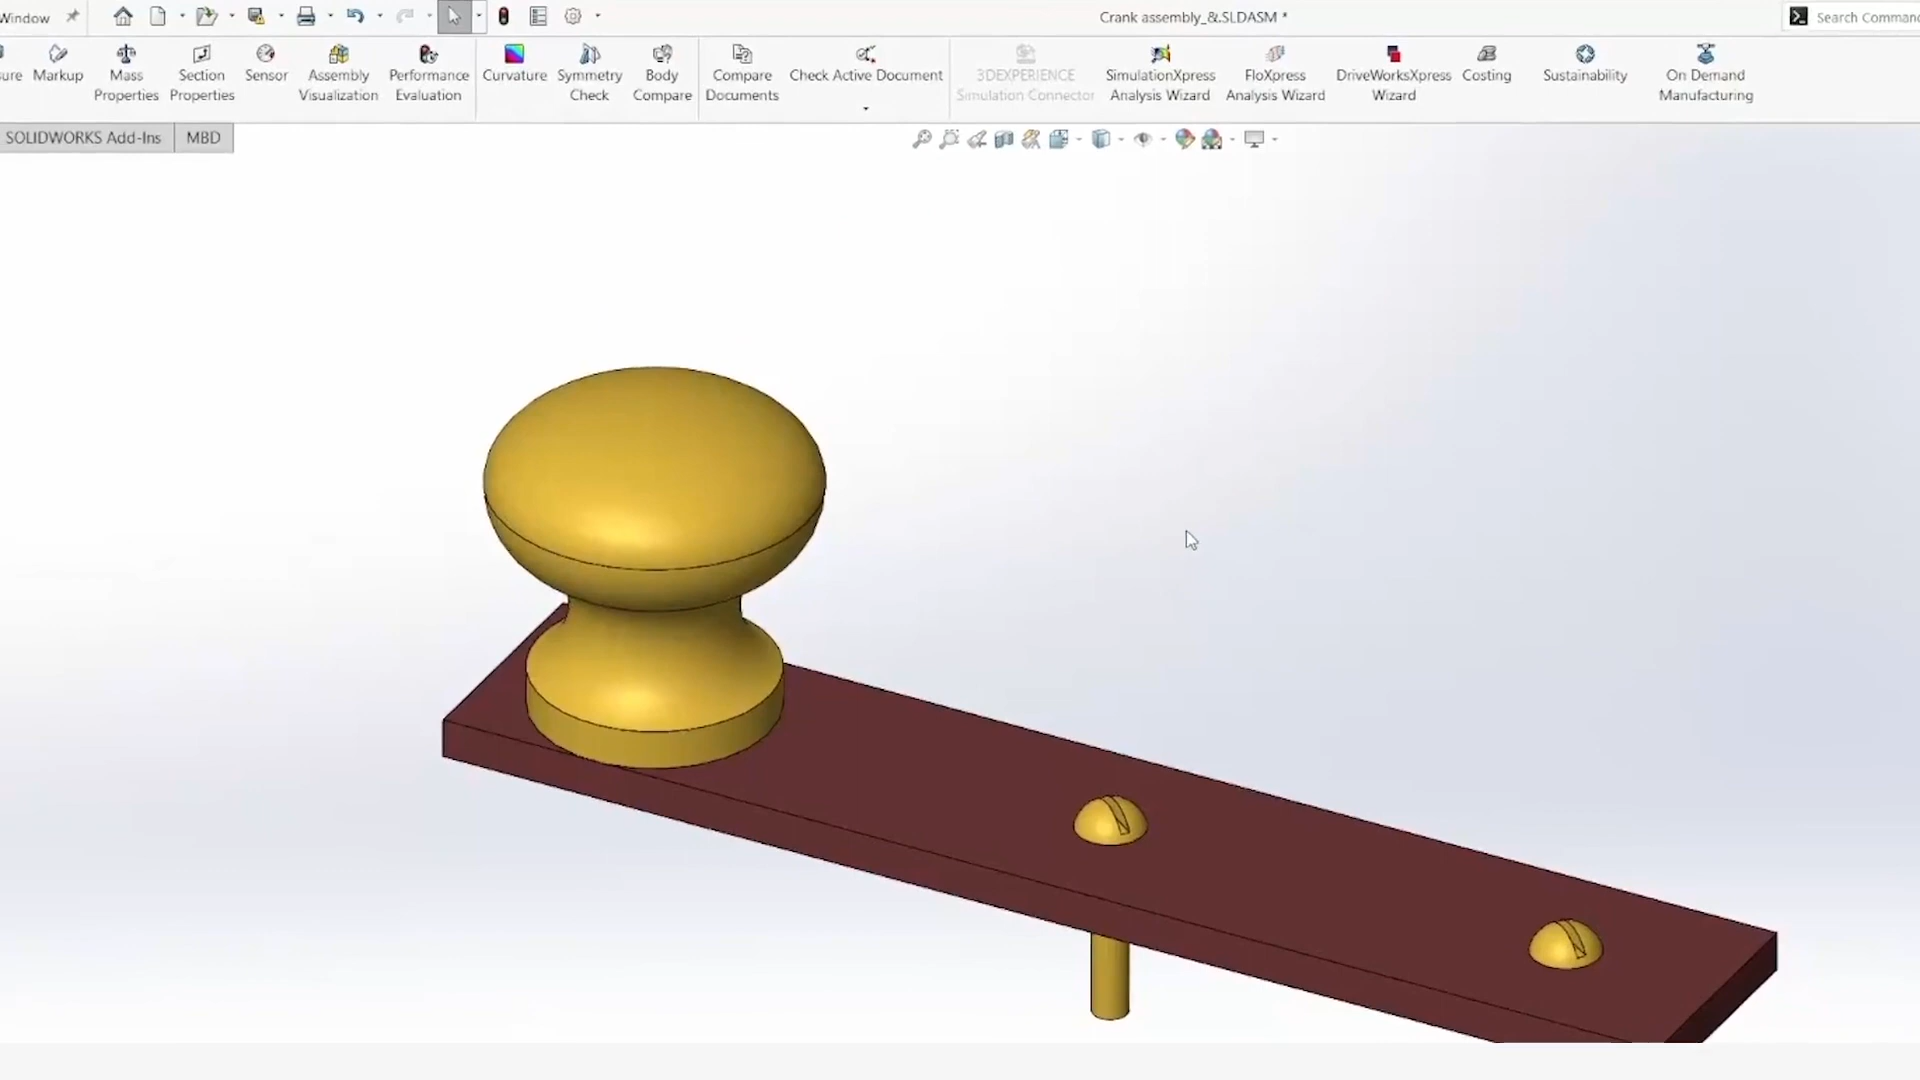 Window
Crank assembly_&.SLDASM *
Search Comman
sure
Markup
Mass
Properties
Section
Properties
Sensor
Assembly
Visualization
Performance
Evaluation
Curvature
Symmetry
Check
Body
Compare
Compare
Documents
Check Active Document
3DEXPERIENCE
Simulation Connector
SimulationXpress
Analysis Wizard
FloXpress
Analysis Wizard
DriveWorksXpress
Wizard
Costing
Sustainability
On Demand
Manufacturing
SOLIDWORKS Add-Ins
MBD